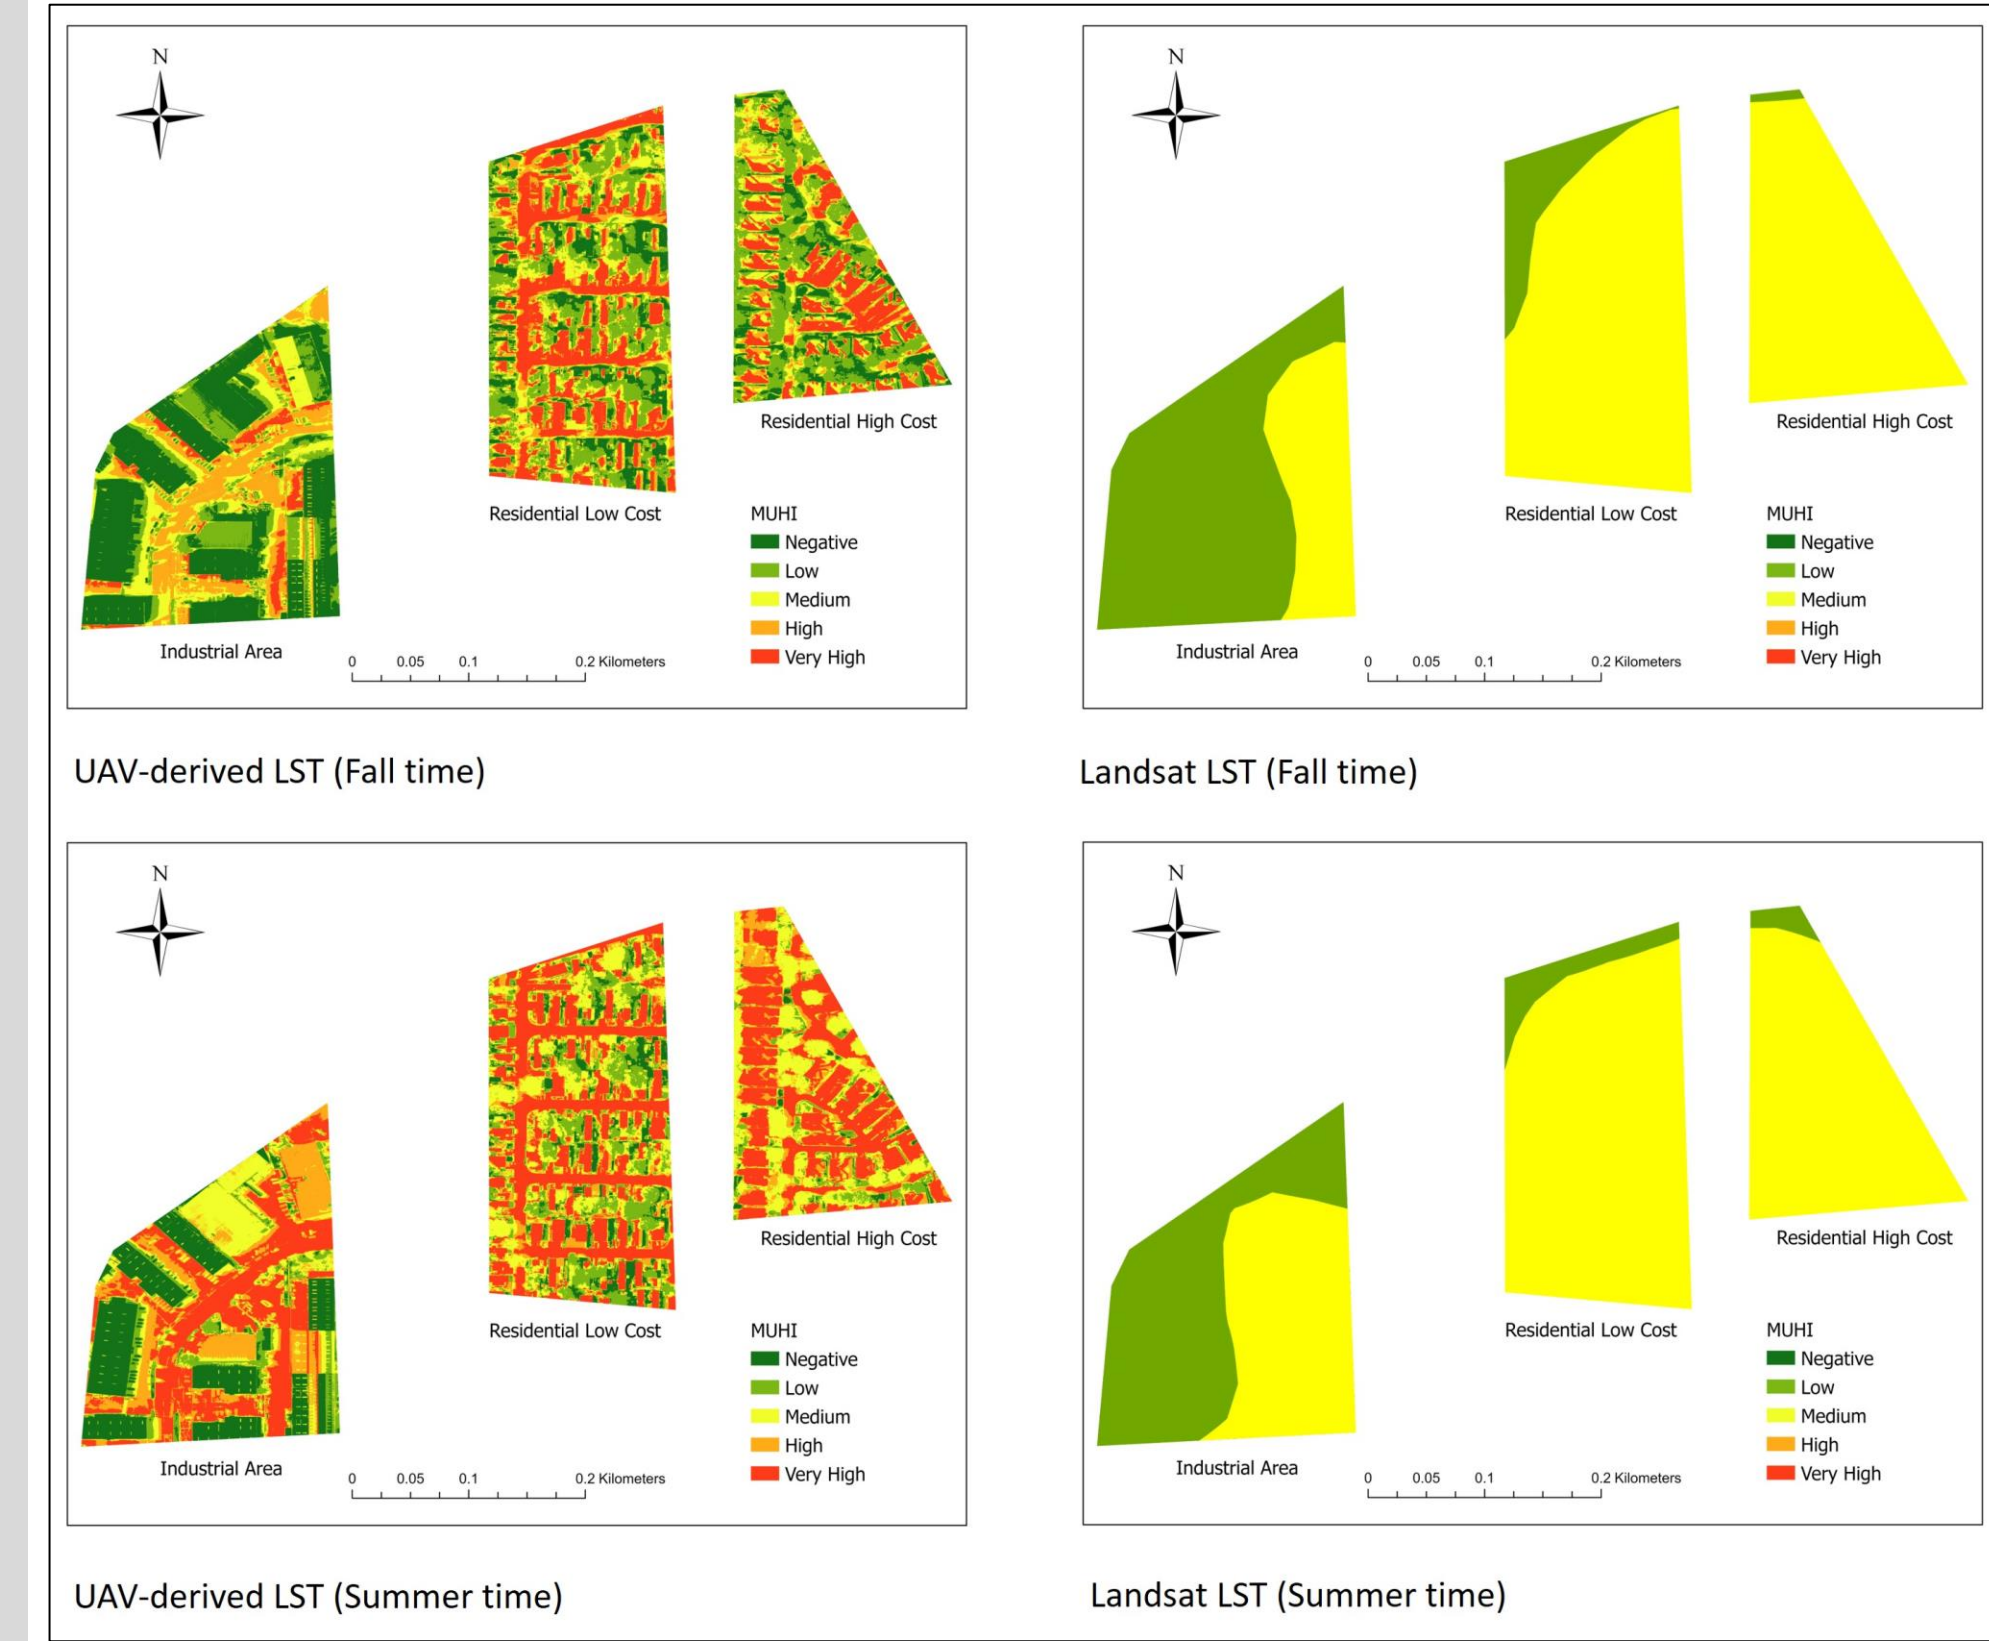 N
Residential High Cost
Residential Low Cost
Industrial Area
MUHI
Negative
Low
Medium
High
Very High
0 0.05 0.1 0.2 Kilometers
UAV-derived LST (Fall time)
N
Residential High Cost
Residential Low Cost
Industrial Area
MUHI
Negative
Low
Medium
High
Very High
0 0.05 0.1 0.2 Kilometers
Landsat LST (Fall time)
N
Residential High Cost
Residential Low Cost
Industrial Area
MUHI
Negative
Low
Medium
High
Very High
0 0.05 0.1 0.2 Kilometers
UAV-derived LST (Summer time)
N
Residential High Cost
Residential Low Cost
Industrial Area
MUHI
Negative
Low
Medium
High
Very High
0 0.05 0.1 0.2 Kilometers
Landsat LST (Summer time)